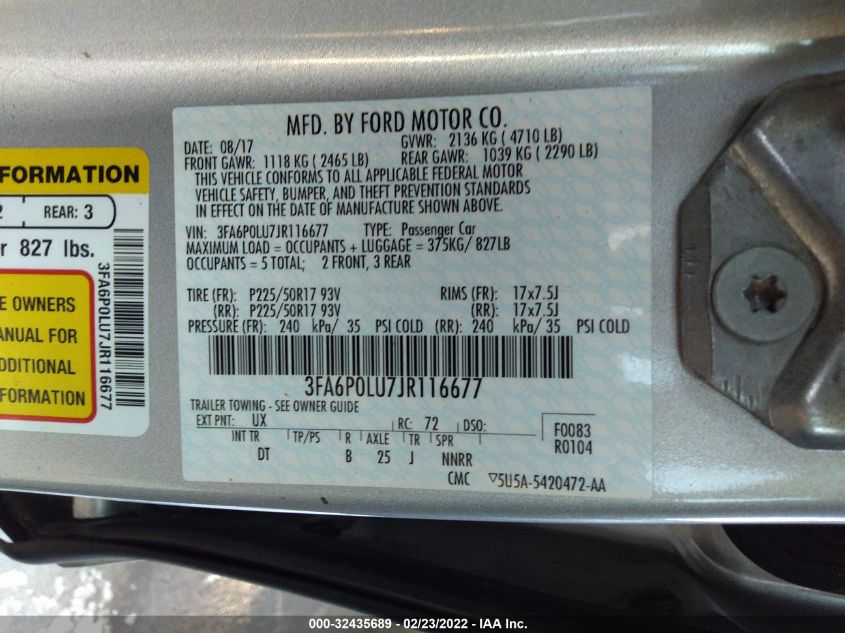 MFD. BY FORD MOTOR CO.
DATE: 08/17 GVWR: 2136 KG ( 4710 LB)
FRONT GAWR: 1118 KG ( 2465 LB) REAR GAWR: 1039 KG ( 2290 LB)
THIS VEHICLE CONFORMS TO ALL APPLICABLE FEDERAL MOTOR
VEHICLE SAFETY, BUMPER, AND THEFT PREVENTION STANDARDS
IN EFFECT ON THE DATE OF MANUFACTURE SHOWN ABOVE.
VIN: 3FA6P0LU7JR116677 TYPE: Passenger Car
MAXIMUM LOAD = OCCUPANTS + LUGGAGE = 375KG/ 827LB
OCCUPANTS = 5 TOTAL; 2 FRONT, 3 REAR
TIRE (FR): P225/50R17 93V RIMS (FR): 17x7.5J
(RR): P225/50R17 93V (RR): 17x7.5J
PRESSURE (FR): 240 kPa/ 35 PSI COLD (RR): 240 kPa/ 35 PSI COLD
3FA6P0LU7JR116677
TRAILER TOWING - SEE OWNER GUIDE
EXT PNT: UX RC: 72 DSO:
INT TR TP/PS R AXLE TR SPR
DT B 25 J NNRR
F0083
R0104
CMC ▽5U5A-5420472-AA
FORMATION
2 REAR: 3
r 827 lbs.
E OWNERS
ANUAL FOR
DDITIONAL
FORMATION
3FA6P0LU7JR116677
000-32435689 - 02/23/2022 - IAA Inc.